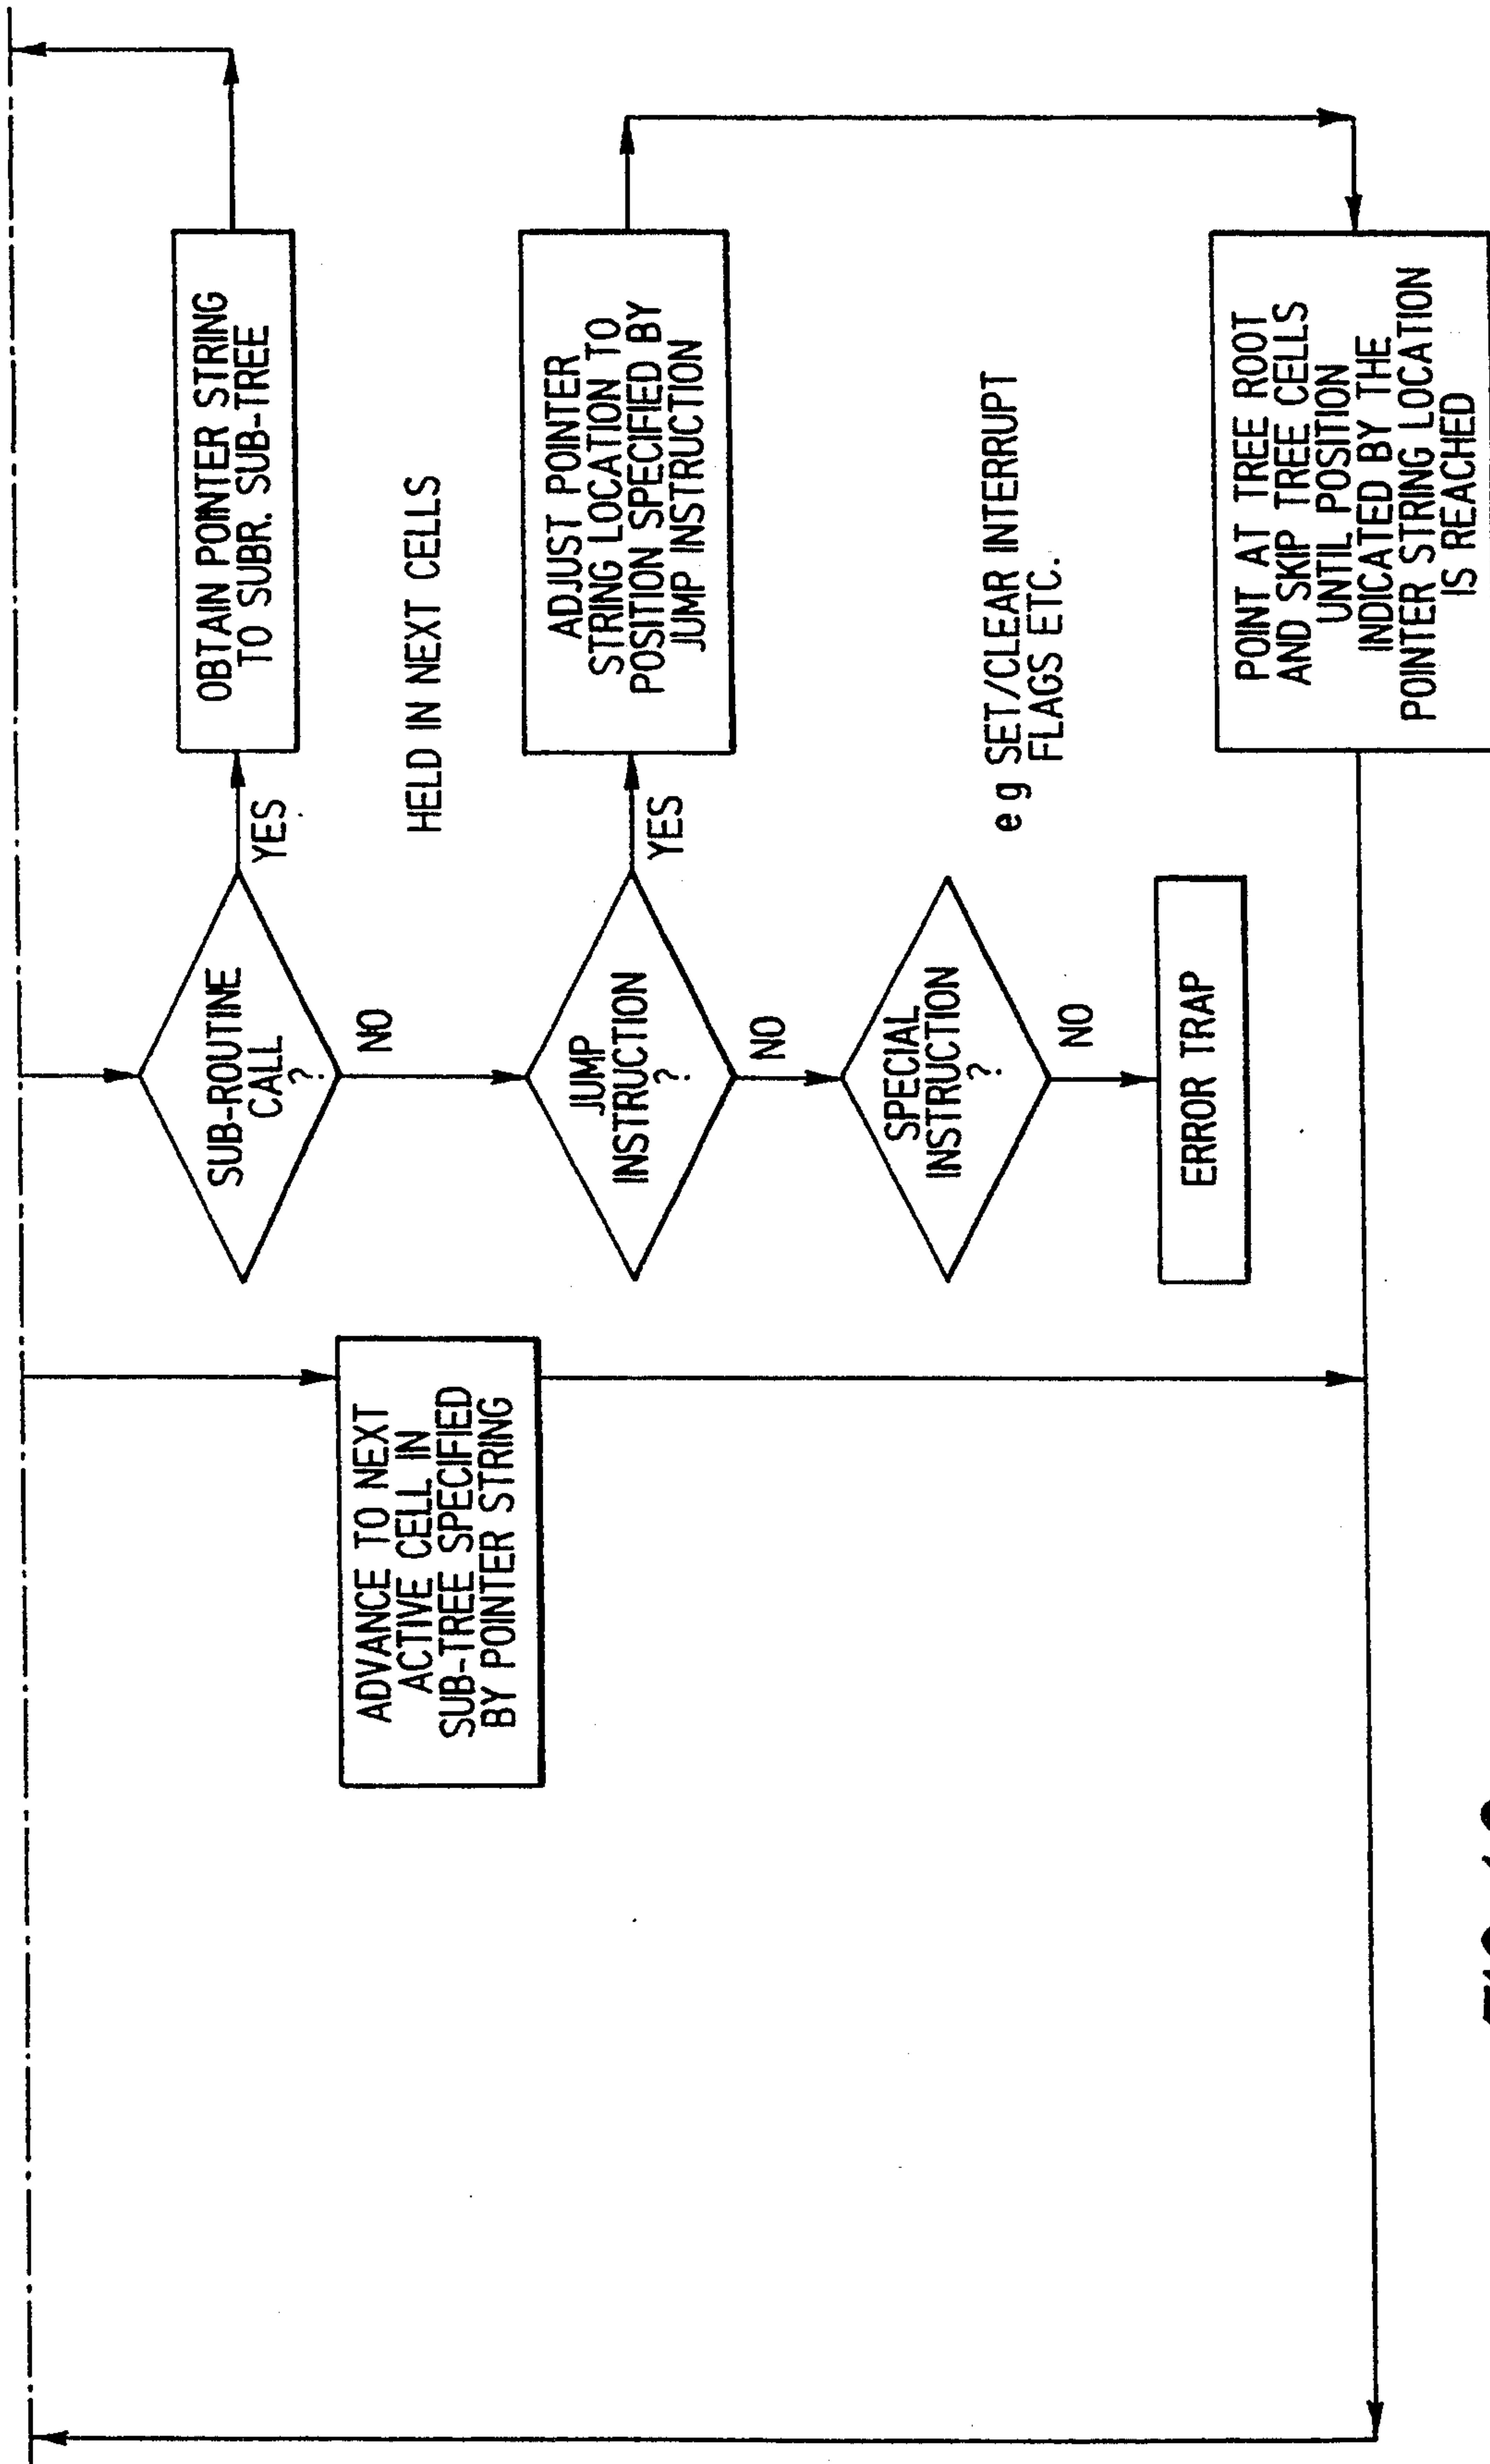 SUB-ROUTINE
CALL
?
YES
NO
OBTAIN POINTER STRING
TO SUBR. SUB-TREE
HELD IN NEXT CELLS
ADVANCE TO NEXT
ACTIVE CELL IN
SUB-TREE SPECIFIED
BY POINTER STRING
JUMP
INSTRUCTION
?
YES
NO
ADJUST POINTER
STRING LOCATION TO
POSITION SPECIFIED BY
JUMP INSTRUCTION
SPECIAL
INSTRUCTION
?
NO
e g SET/CLEAR INTERRUPT
FLAGS ETC.
ERROR TRAP
POINT AT TREE ROOT
AND SKIP TREE CELLS
UNTIL POSITION
INDICATED BY THE
POINTER STRING LOCATION
IS REACHED